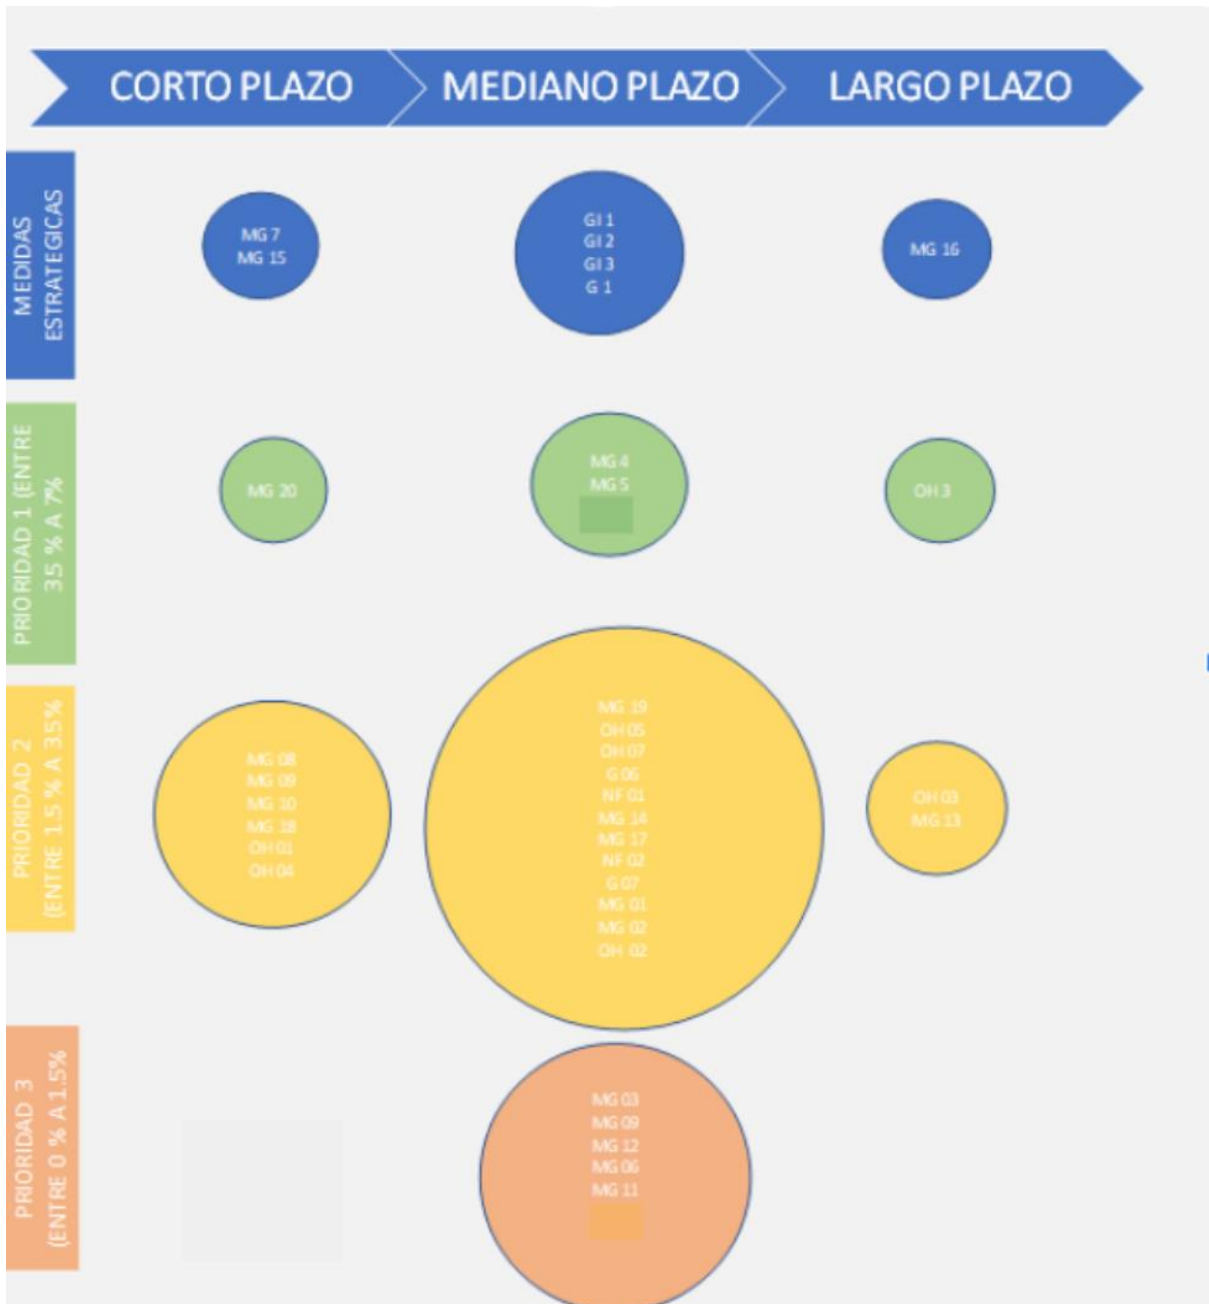 CORTO PLAZO
MEDIANO PLAZO
LARGO PLAZO
MEDIDAS
ESTRATEGICAS
MG 7
MG 15
GI 1
GI 2
GI 3
G 1
MG 16
PRIORIDAD 1 (ENTRE
3.5 % A 7%
MG 20
MG 4
MG 5
OH 3
PRIORIDAD 2
(ENTRE 1.5 % A 3.5%
MG 08
MG 09
MG 10
MG 18
OH 01
OH 04
MG 19
OH 05
OH 07
G 06
NF 01
MG 14
MG 17
NF 02
G 07
MG 01
MG 02
OH 02
OH 03
MG 13
PRIORIDAD 3
(ENTRE 0 % A 1.5%
MG 03
MG 09
MG 12
MG 06
MG 11